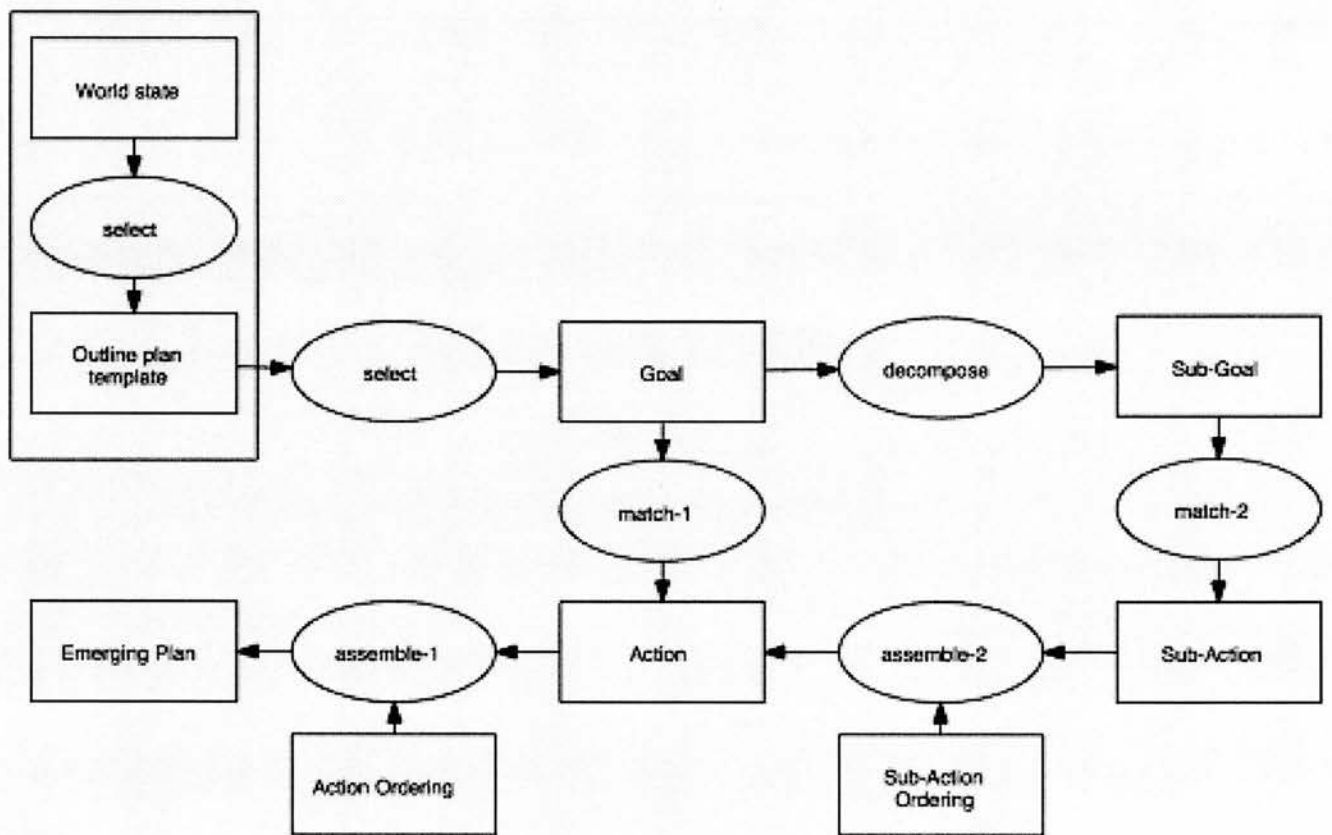 World state
select
Outline plan
template
select
Goal
decompose
Sub-Goal
match-1
match-2
Emerging Plan
assemble-1
Action
assemble-2
Sub-Action
Action Ordering
Sub-Action
Ordering